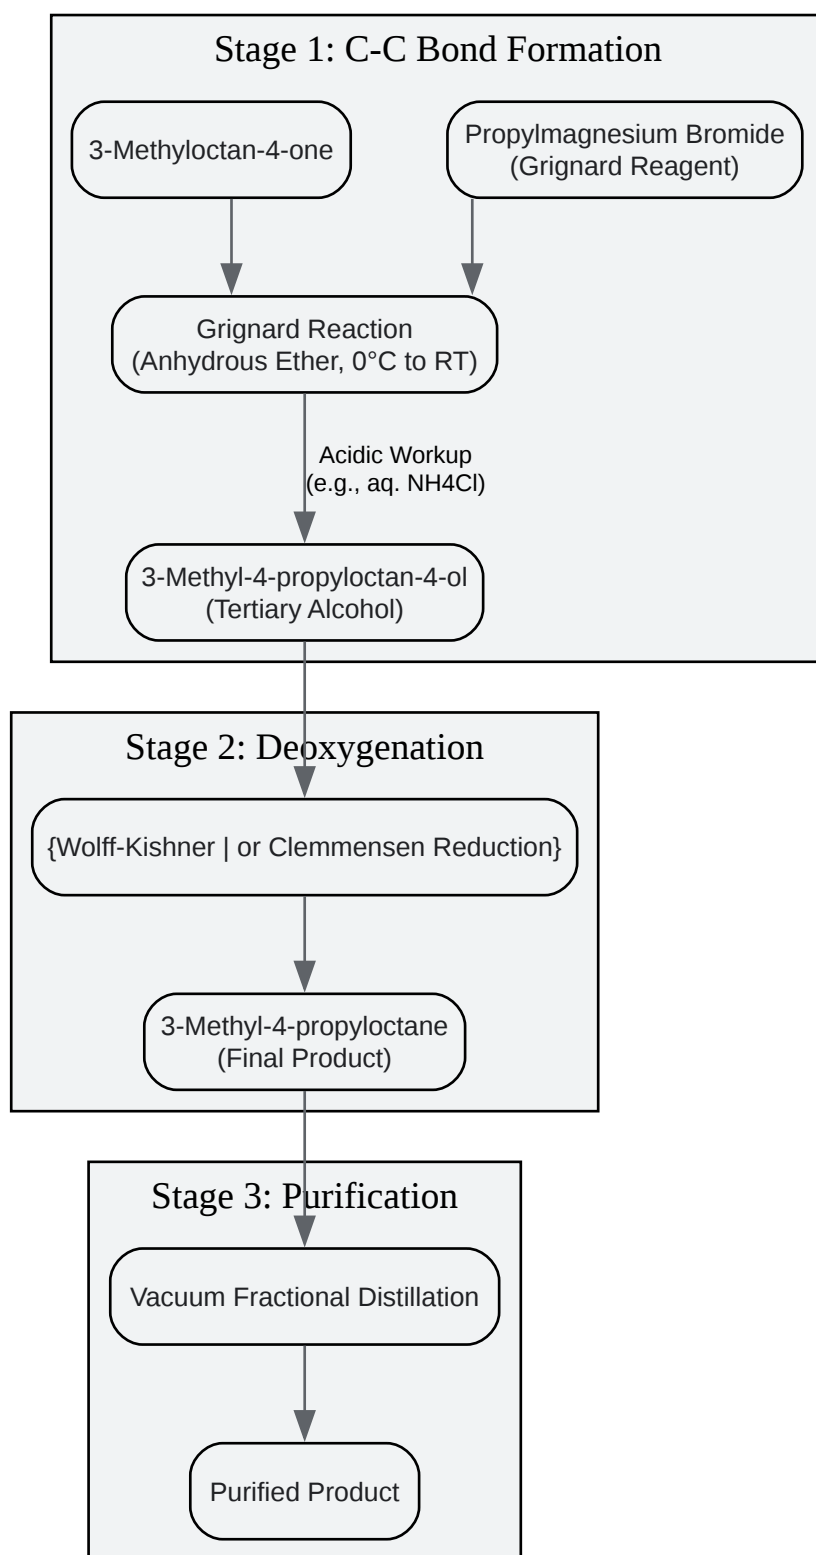 Stage 1: C-C Bond Formation
3-Methyloctan-4-one
Propylmagnesium Bromide
(Grignard Reagent)
Grignard Reaction
(Anhydrous Ether, 0°C to RT)
Acidic Workup
(e.g., aq. NH4Cl)
3-Methyl-4-propyloctan-4-ol
(Tertiary Alcohol)
Stage 2: Deoxygenation
{Wolff-Kishner | or Clemmensen Reduction}
3-Methyl-4-propyloctane
(Final Product)
Stage 3: Purification
Vacuum Fractional Distillation
Purified Product